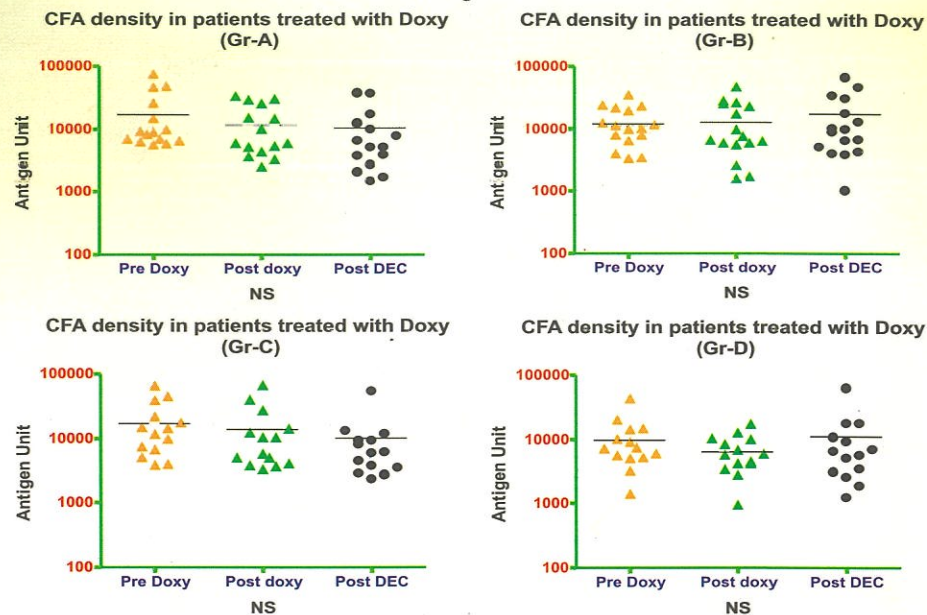 CFA density in patients treated with Doxy
(Gr-A)
100000
10000
1000
100
Antigen Unit
Pre Doxy Post doxy Post DEC
NS
CFA density in patients treated with Doxy
(Gr-B)
100000
10000
1000
100
Antigen Unit
Pre Doxy Post doxy Post DEC
NS
CFA density in patients treated with Doxy
(Gr-C)
100000
10000
1000
100
Antigen Unit
Pre Doxy Post doxy Post DEC
NS
CFA density in patients treated with Doxy
(Gr-D)
100000
10000
1000
100
Antigen Unit
Pre Doxy Post doxy Post DEC
NS